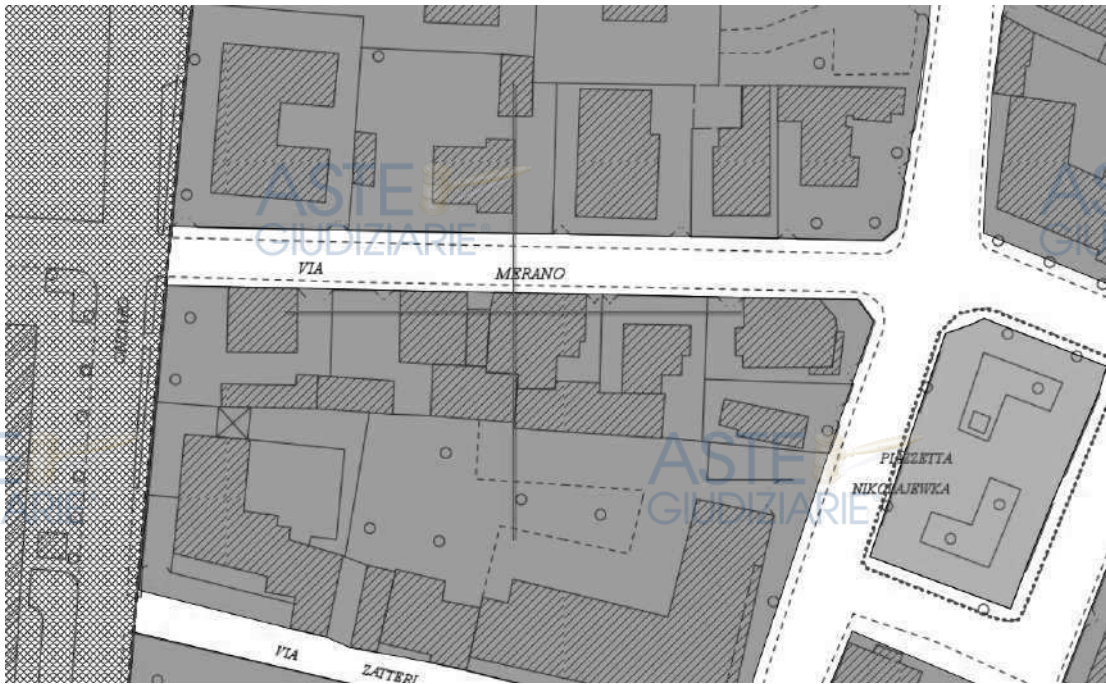 ASTE
GIUDIZIARIE®
VIA MERANO
ASTE
GIUDIZIARIE
PIAZZETTA
NIKOLAJEWKA
VIA ZATTERI